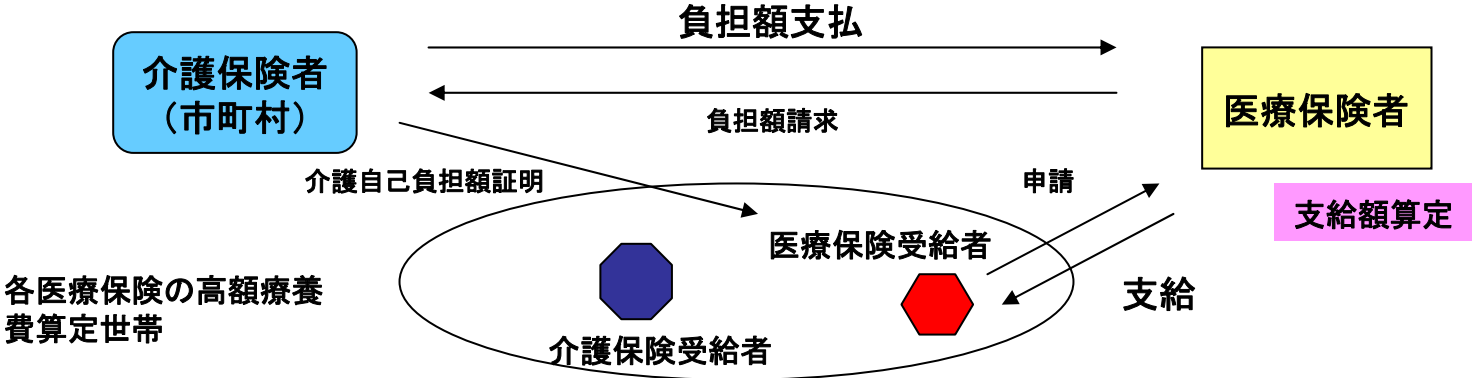 負担額支払
介護保険者
（市町村）
医療保険者
負担額請求
介護自己負担額証明
申請
支給額算定
医療保険受給者
各医療保険の高額療養
費算定世帯
支給
介護保険受給者